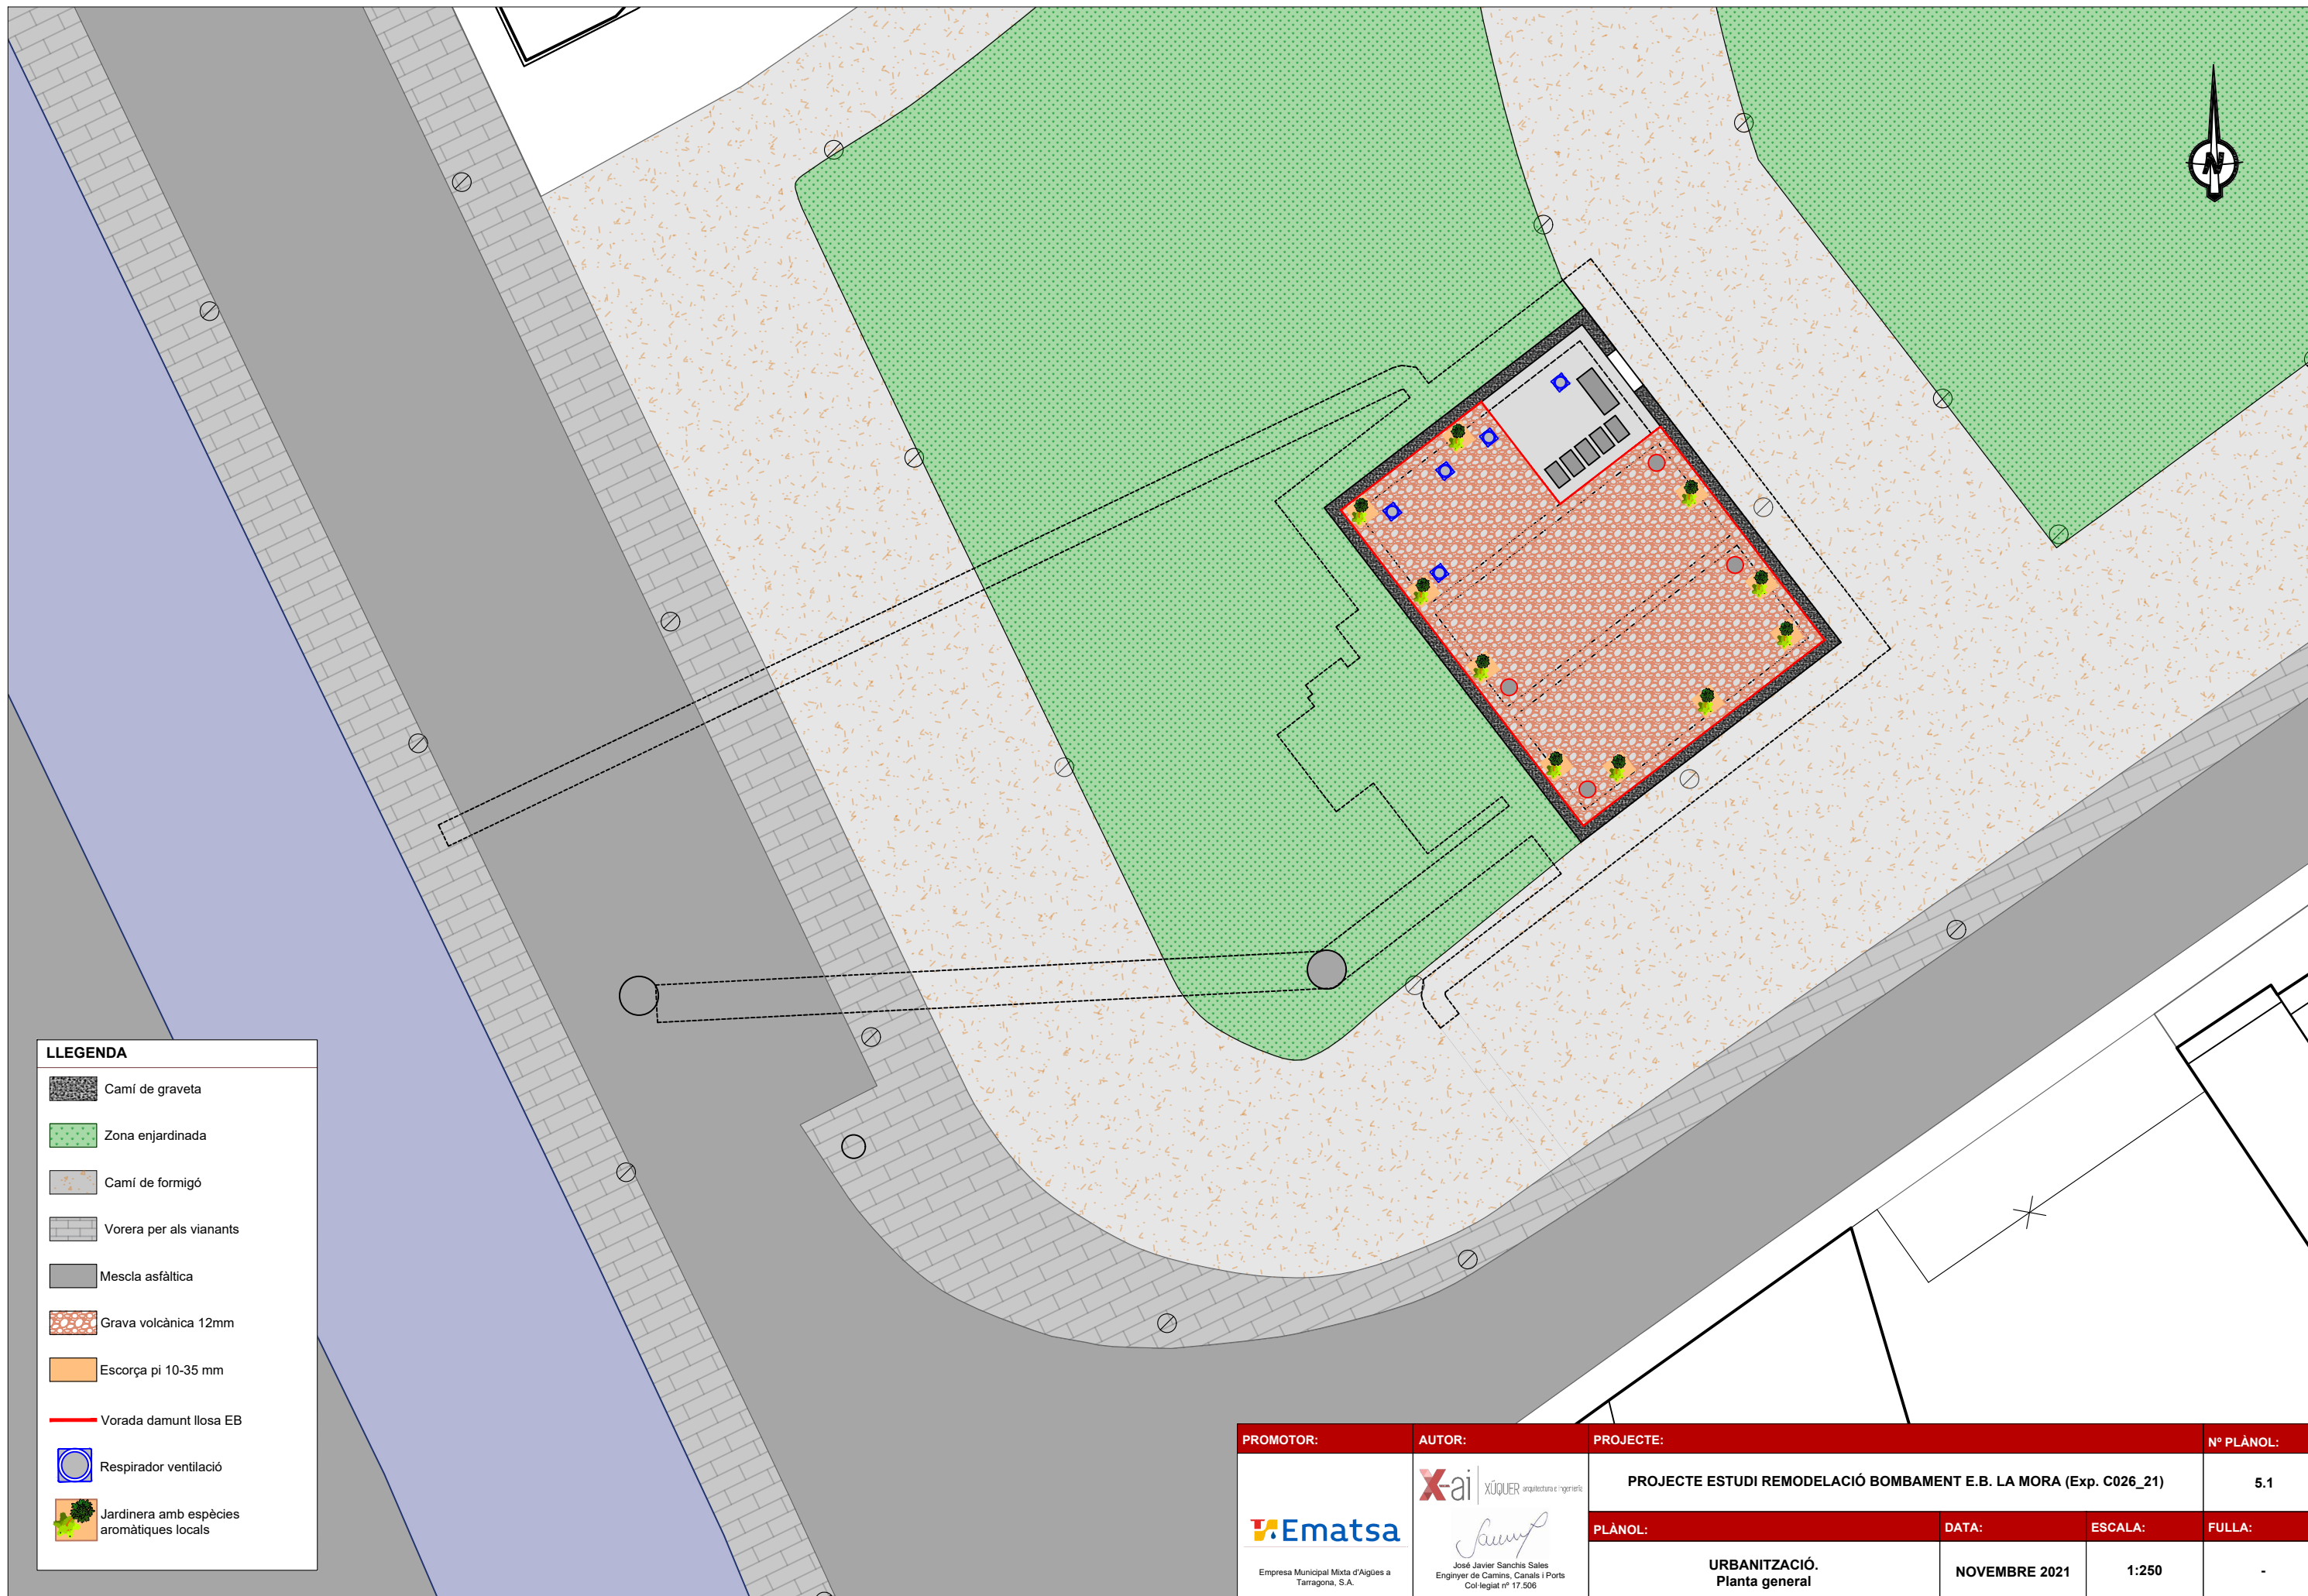 N
LLEGENDA
Camí de graveta
Zona enjardinada
Camí de formigó
Vorera per als vianants
Mescla asfàltica
Grava volcànica 12mm
Escorça pi 10-35 mm
Vorada damunt llosa EB
Respirador ventilació
Jardinera amb espècies
aromàtiques locals
PROMOTOR:
Ematsa
Empresa Municipal Mixta d'Aigües a
Tarragona, S.A.
AUTOR:
X-ai XÚQUER arquitectura e ingeniería
José Javier Sanchis Sales
Enginyer de Camins, Canals i Ports
Col·legiat nº 17.506
PROJECTE:
PROJECTE ESTUDI REMODELACIÓ BOMBAMENT E.B. LA MORA (Exp. C026_21)
Nº PLÀNOL:
5.1
PLÀNOL:
URBANITZACIÓ.
Planta general
DATA:
NOVEMBRE 2021
ESCALA:
1:250
FULLA:
-